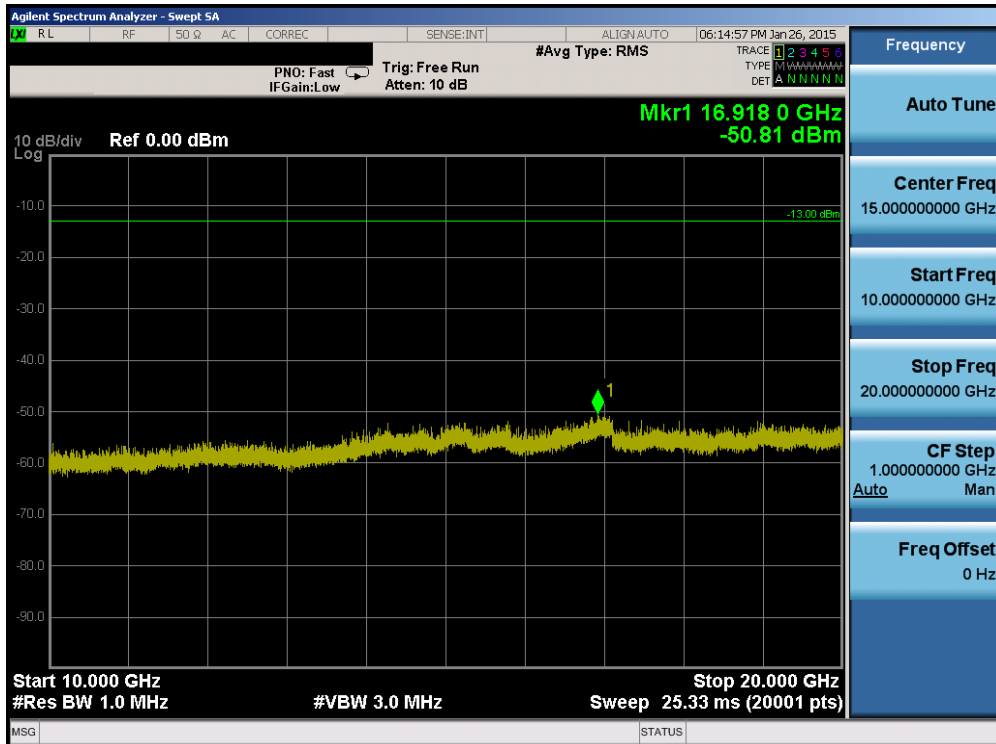 Agilent Spectrum Analyzer - Swept SA
LXI RL RF 50 Ω AC CORREC SENSE:INT ALIGN AUTO 06:14:57 PM Jan 26, 2015
#Avg Type: RMS
TRACE 1 2 3 4 5 6
TYPE M WWWWW
DET A N N N N N
PNO: Fast
IFGain:Low
Trig: Free Run
Atten: 10 dB
Mkr1 16.918 0 GHz
-50.81 dBm
10 dB/div Ref 0.00 dBm
Log
-10.0
-13.00 dBm
-20.0
-30.0
-40.0
1
-50.0
-60.0
-70.0
-80.0
-90.0
Start 10.000 GHz Stop 20.000 GHz
#Res BW 1.0 MHz #VBW 3.0 MHz Sweep 25.33 ms (20001 pts)
MSG STATUS
Frequency
Auto Tune
Center Freq
15.000000000 GHz
Start Freq
10.000000000 GHz
Stop Freq
20.000000000 GHz
CF Step
1.000000000 GHz
Auto Man
Freq Offset
0 Hz